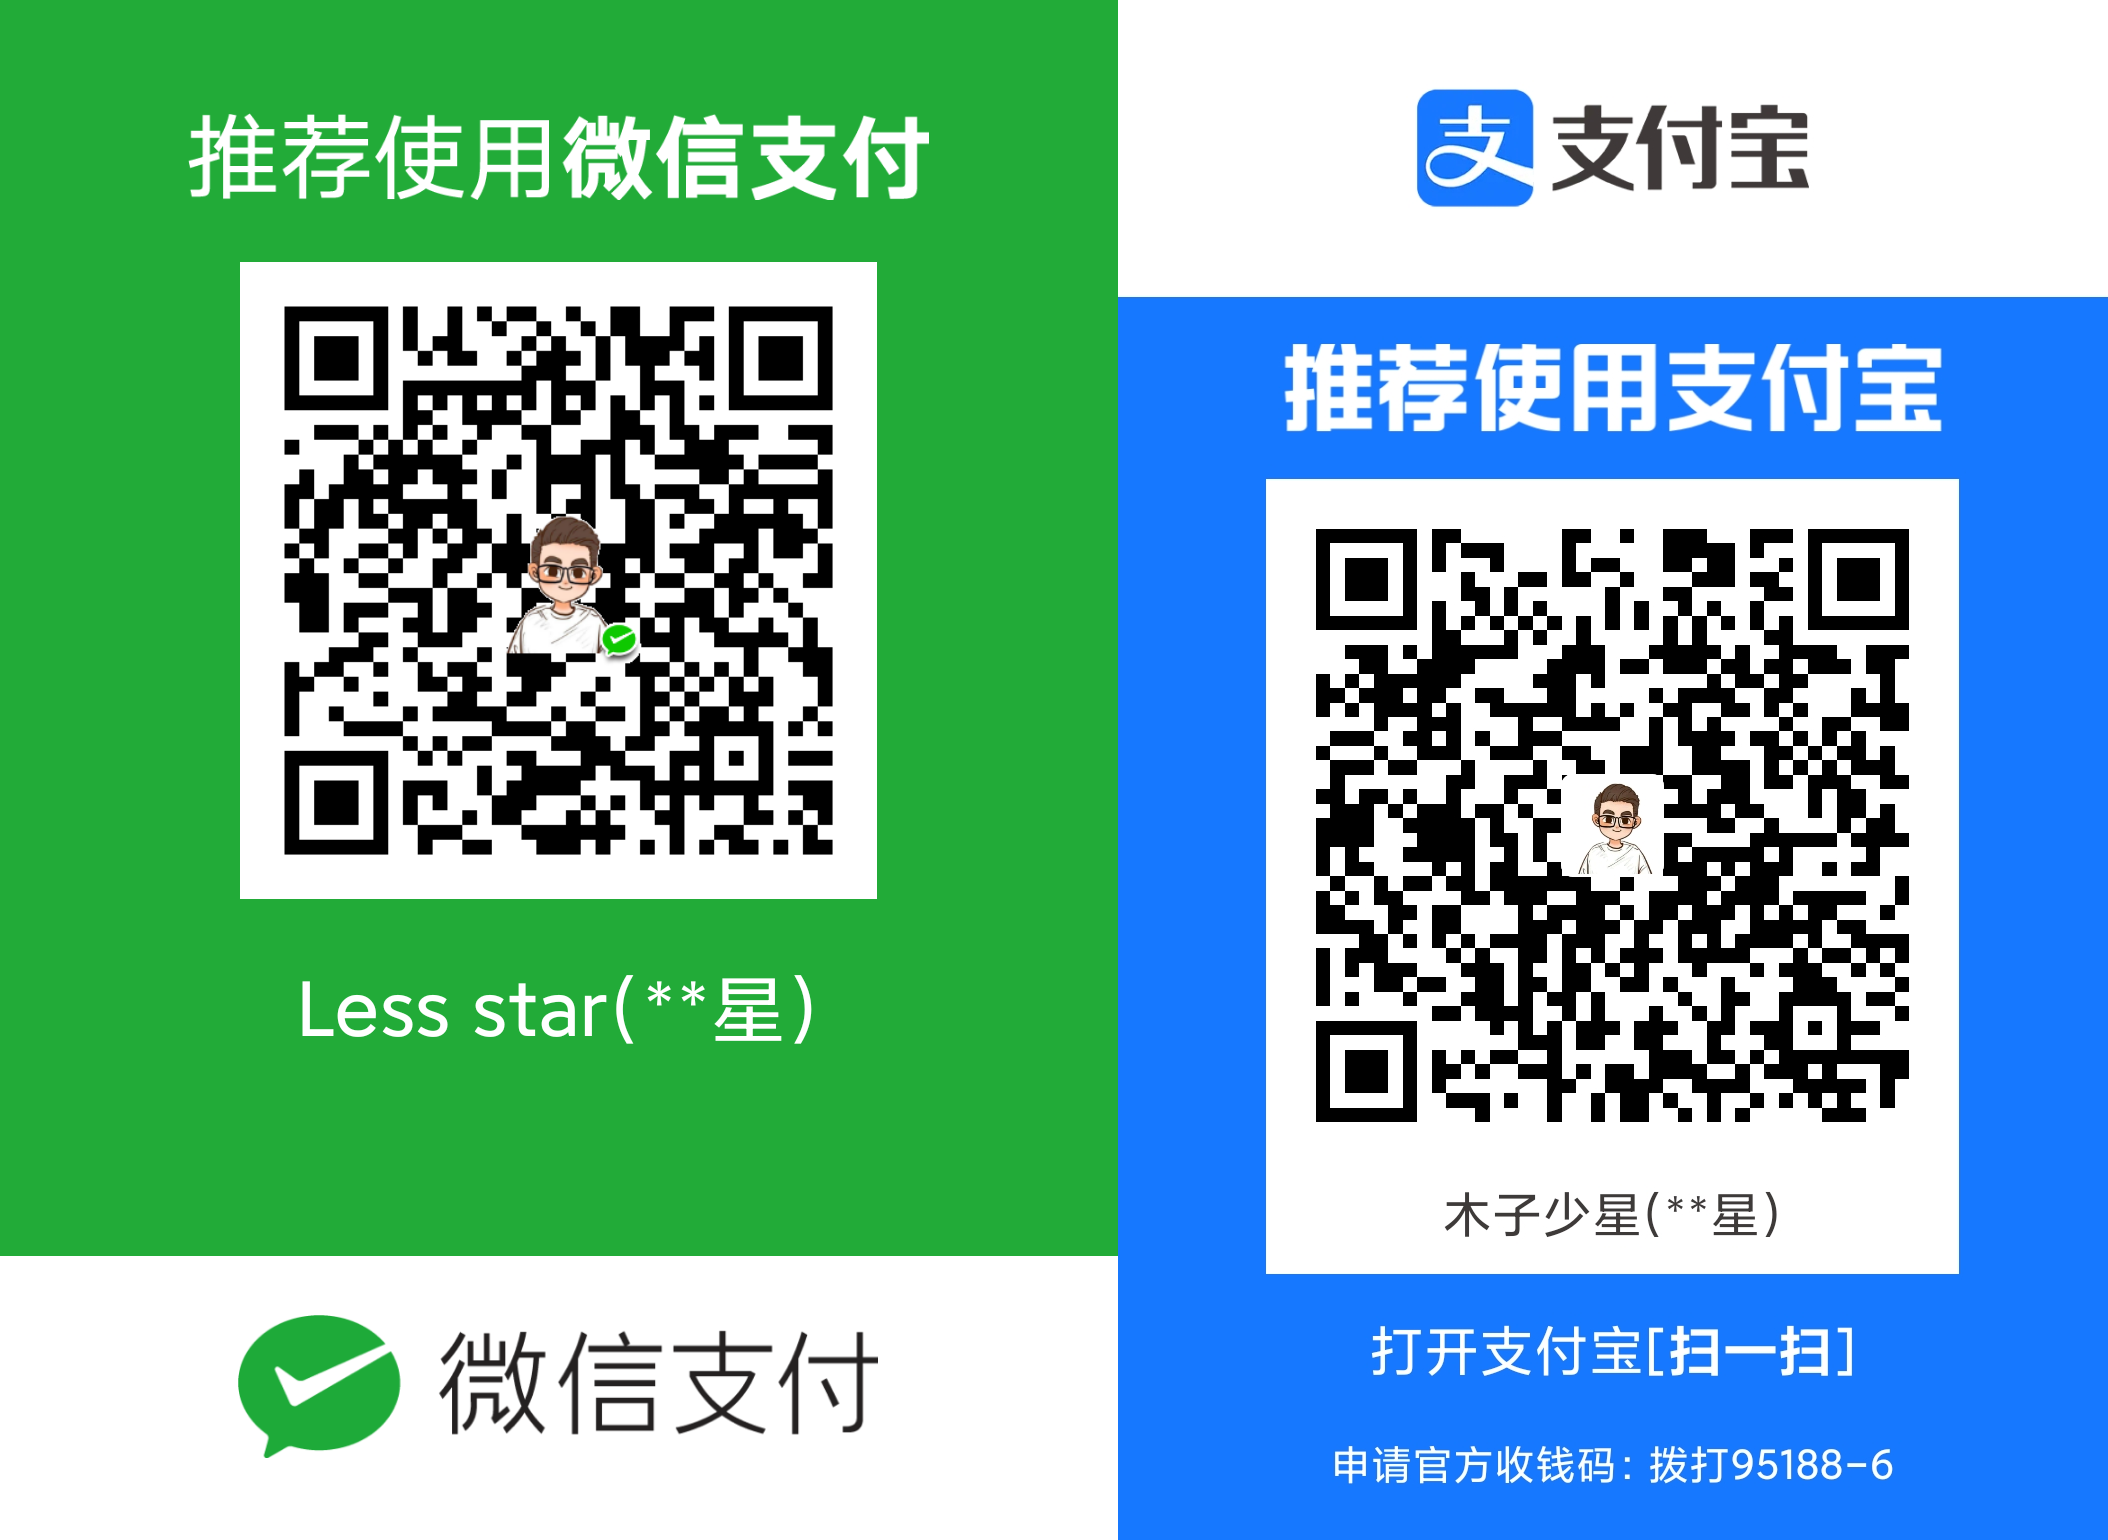 推荐使用微信支付
Less star(**星)
微信支付
支 支付宝
推荐使用支付宝
木子少星(**星)
打开支付宝[扫一扫]
申请官方收钱码：拨打95188-6